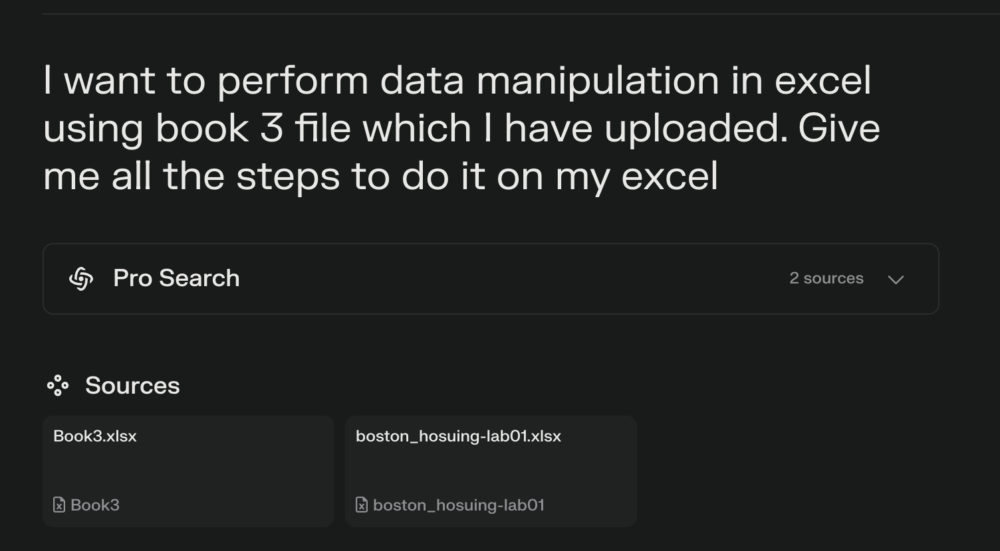 I want to perform data manipulation in excel
using book 3 file which I have uploaded. Give
me all the steps to do it on my excel
Pro Search
2 sources
Sources
Book3.xlsx
Book3
boston_hosuing-lab01.xlsx
boston_hosuing-lab01